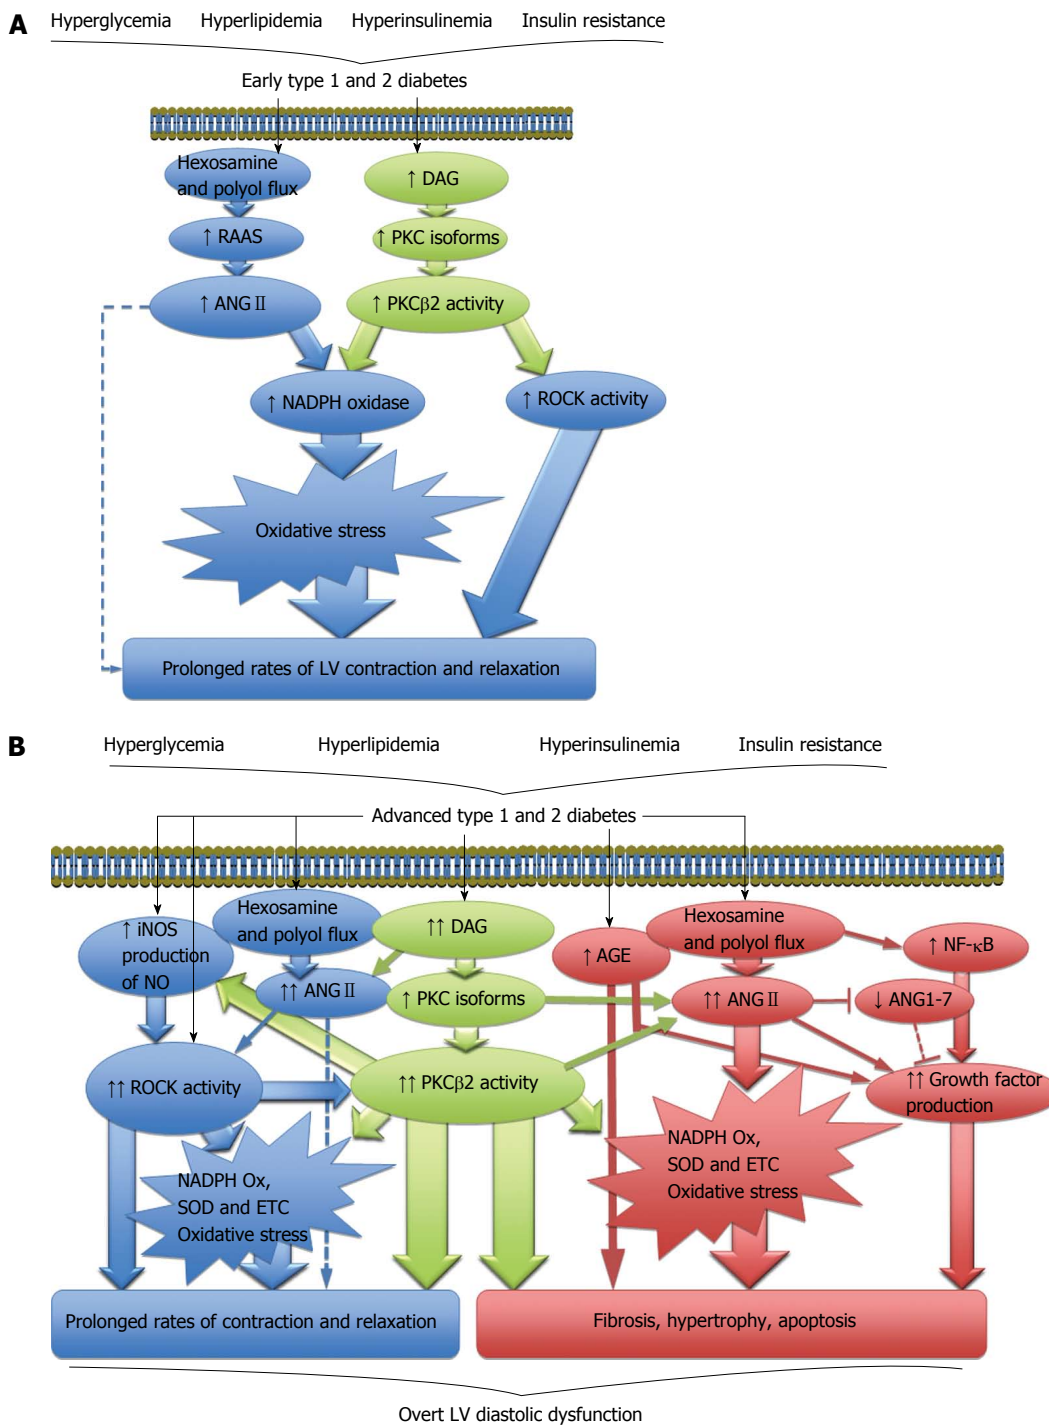 A
Hyperglycemia Hyperlipidemia Hyperinsulinemia Insulin resistance
Early type 1 and 2 diabetes
Hexosamine
and polyol flux
↑ DAG
↑ RAAS
↑ PKC isoforms
↑ ANG II
↑ PKCβ2 activity
↑ NADPH oxidase
↑ ROCK activity
Oxidative stress
Prolonged rates of LV contraction and relaxation
B
Hyperglycemia Hyperlipidemia Hyperinsulinemia Insulin resistance
Advanced type 1 and 2 diabetes
↑ iNOS
production
of NO
Hexosamine
and polyol flux
↑↑ DAG
↑ AGE
Hexosamine
and polyol flux
↑ NF-κB
↑↑ ANG II
↑ PKC isoforms
↑↑ ANG II
↓ ANG1-7
↑↑ ROCK activity
↑↑ PKCβ2 activity
↑↑ Growth factor
production
NADPH Ox,
SOD and ETC
Oxidative stress
NADPH Ox,
SOD and ETC
Oxidative stress
Prolonged rates of contraction and relaxation
Fibrosis, hypertrophy, apoptosis
Overt LV diastolic dysfunction